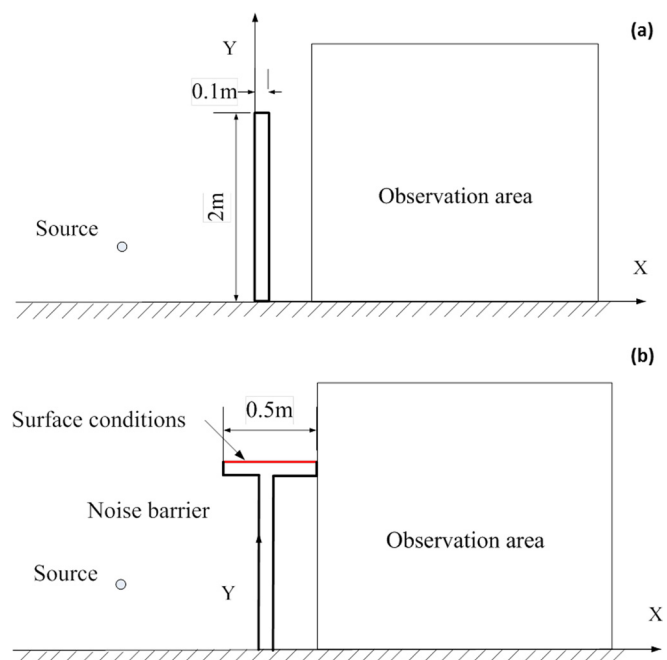 (a)
Y
0.1m
2m
Observation area
Source
X
(b)
0.5m
Surface conditions
Noise barrier
Observation area
Source
Y
X